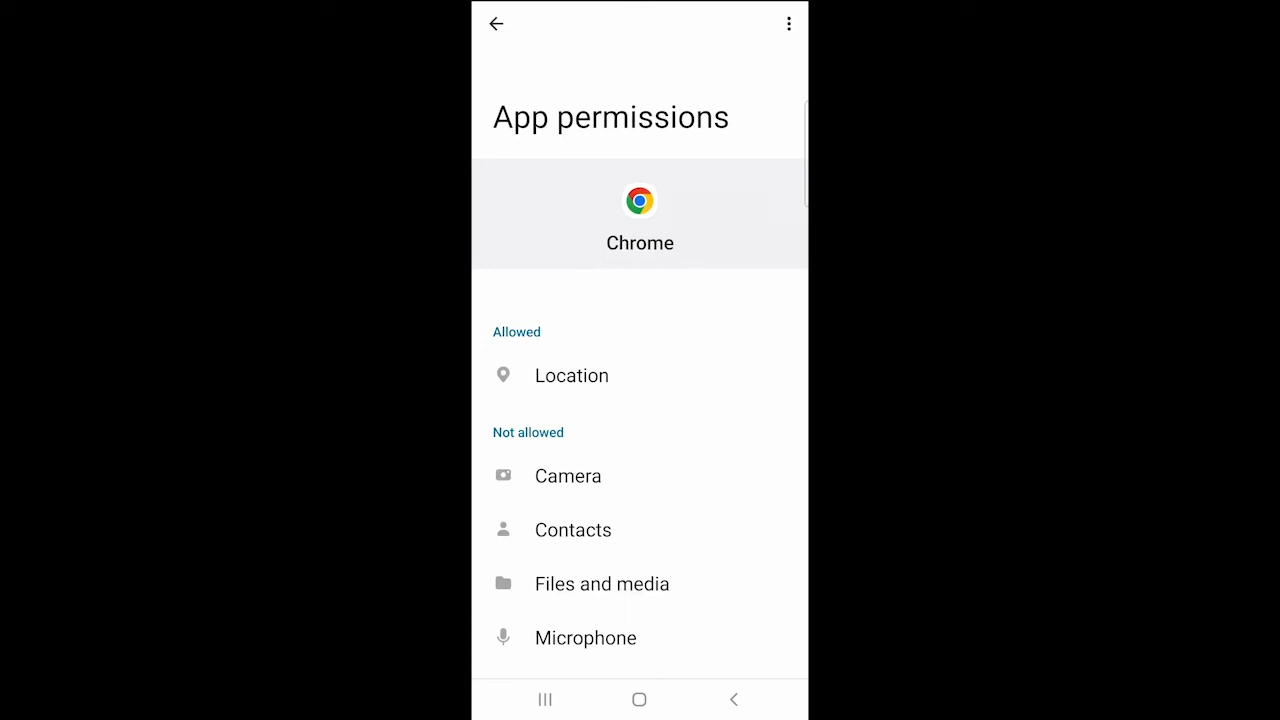 App permissions
Chrome
Allowed
Location
Not allowed
Camera
Contacts
Files and media
Microphone